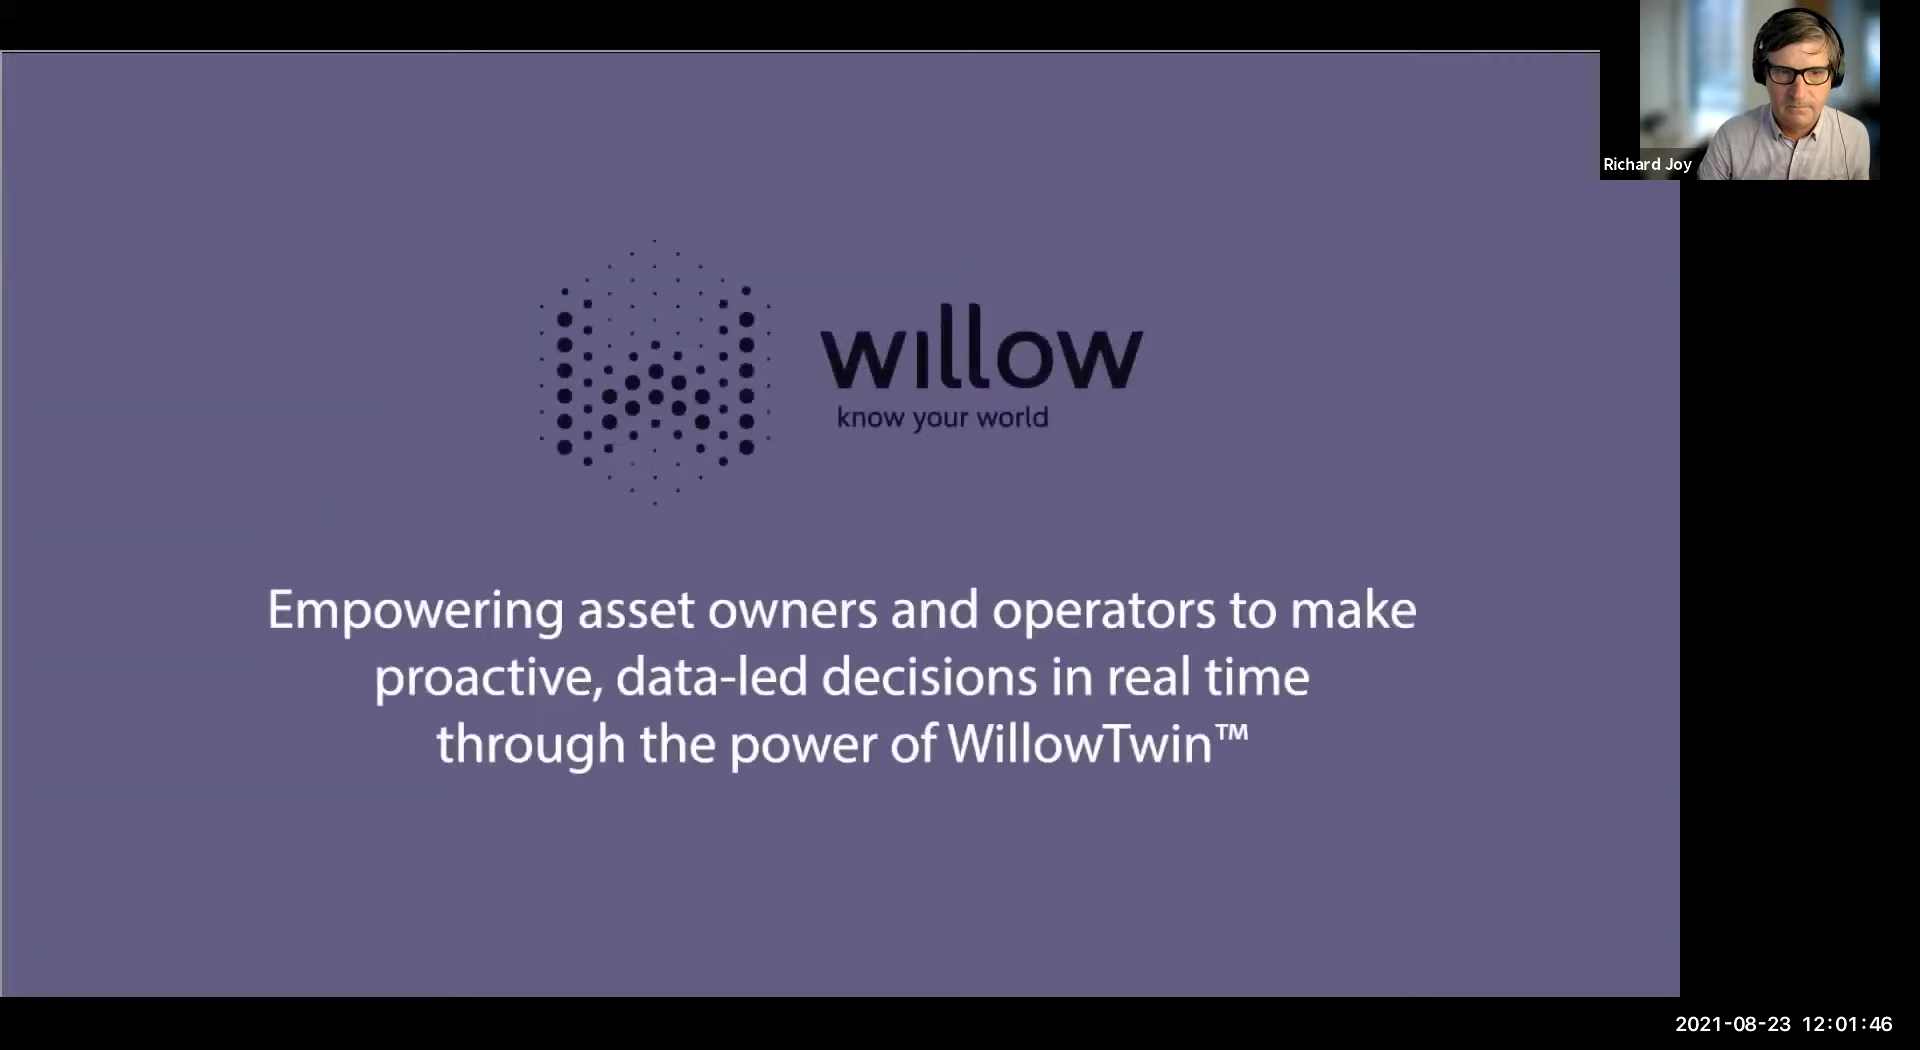 Richard Joy
willow
know your world
Empowering asset owners and operators to make
proactive, data-led decisions in real time
through the power of WillowTwin™
2021-08-23 12:01:46